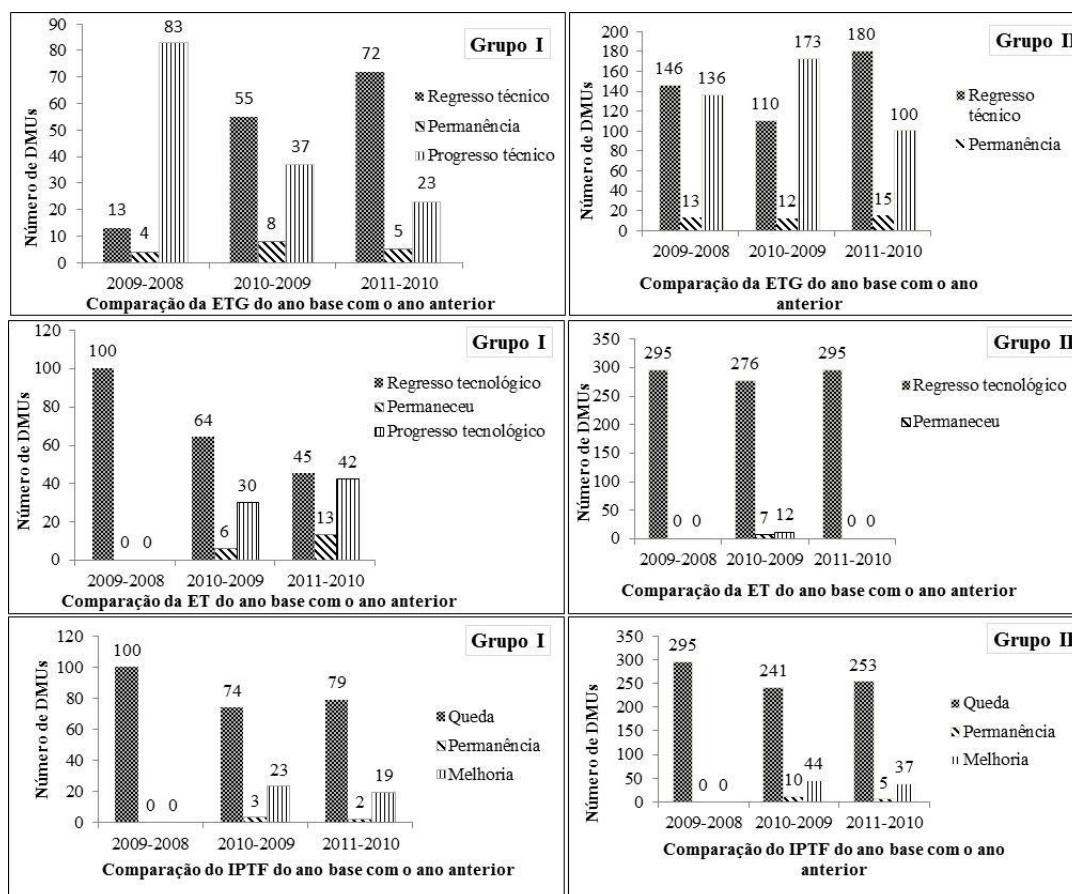 Grupo I
Número de DMUs
90
80
70
60
50
40
30
20
10
0
13 4 83
55 8 37
72 5 23
Regresso técnico
Permanência
Progresso técnico
2009-2008 2010-2009 2011-2010
Comparação da ETG do ano base com o ano anterior
Grupo II
Número de DMUs
200
180
160
140
120
100
80
60
40
20
0
146 13 136
110 12 173
180 15 100
Regresso
técnico
Permanência
2009-2008 2010-2009 2011-2010
Comparação da ETG do ano base com o ano
anterior
Grupo I
Número de DMUs
120
100
80
60
40
20
0
100 0 0
64 6 30
45 13 42
Regresso tecnológico
Permaneceu
Progresso tecnológico
2009-2008 2010-2009 2011-2010
Comparação da ET do ano base com o ano anterior
Grupo II
Número de DMUs
350
300
250
200
150
100
50
0
295 0 0
276 7 12
295 0 0
Regresso tecnológico
Permaneceu
2009-2008 2010-2009 2011-2010
Comparação da ET do ano base com o ano anterior
Grupo I
Número de DMUs
120
100
80
60
40
20
0
100 0 0
74 3 23
79 2 19
Queda
Permanência
Melhoria
2009-2008 2010-2009 2011-2010
Comparação do IPTF do ano base com o ano anterior
Grupo II
Número de DMUs
350
300
250
200
150
100
50
0
295 0 0
241 10 44
253 5 37
Queda
Permanência
Melhoria
2009-2008 2010-2009 2011-2010
Comparação do IPTF do ano base com o ano
anterior